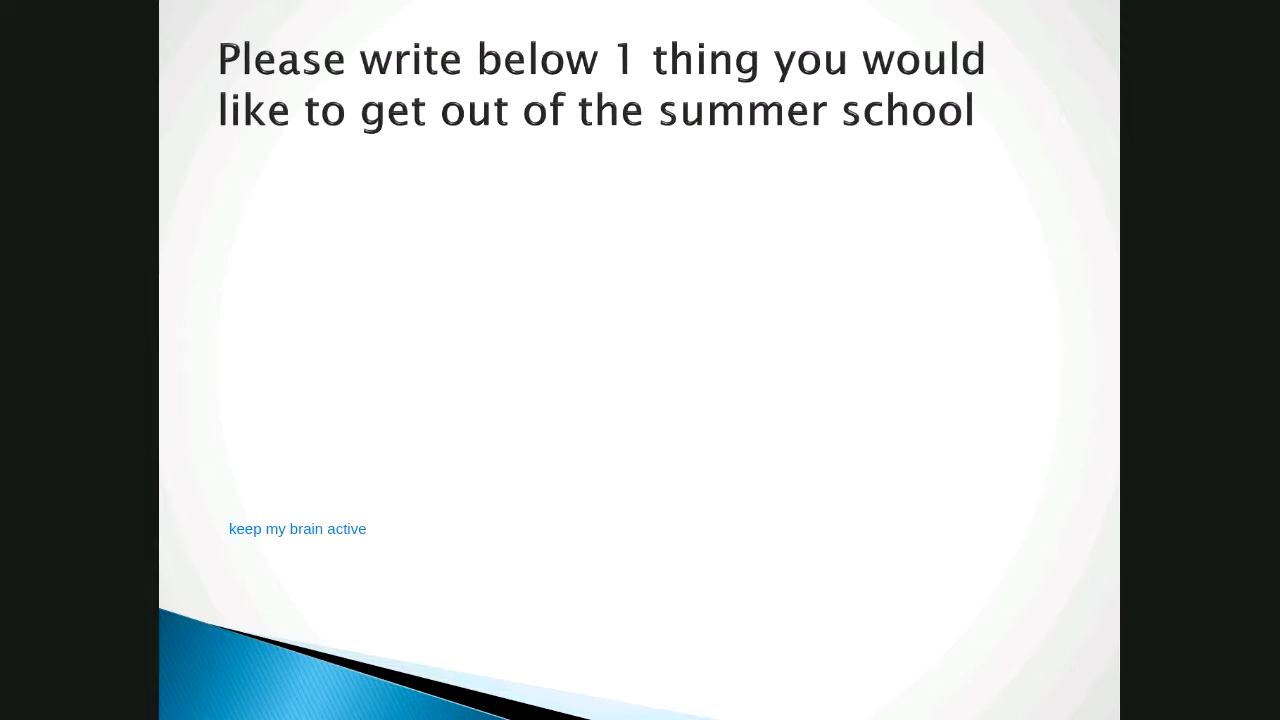 Please write below 1 thing you would
like to get out of the summer school
keep my brain active